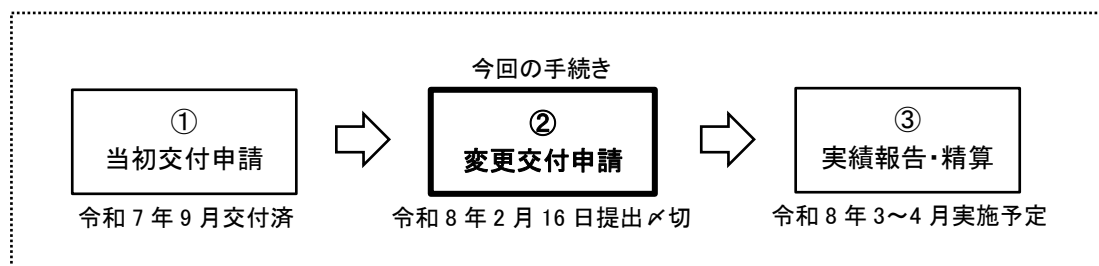 今回の手続き
①
当初交付申請
②
変更交付申請
③
実績報告・精算
令和7年9月交付済
令和8年2月16日提出〆切
令和8年3~4月実施予定